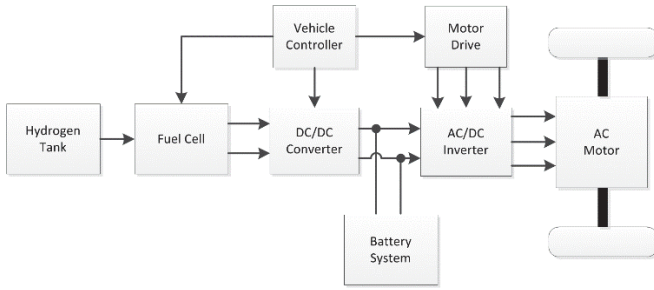 Vehicle
Controller
Motor
Drive
Hydrogen
Tank
Fuel Cell
DC/DC
Converter
AC/DC
Inverter
AC
Motor
Battery
System